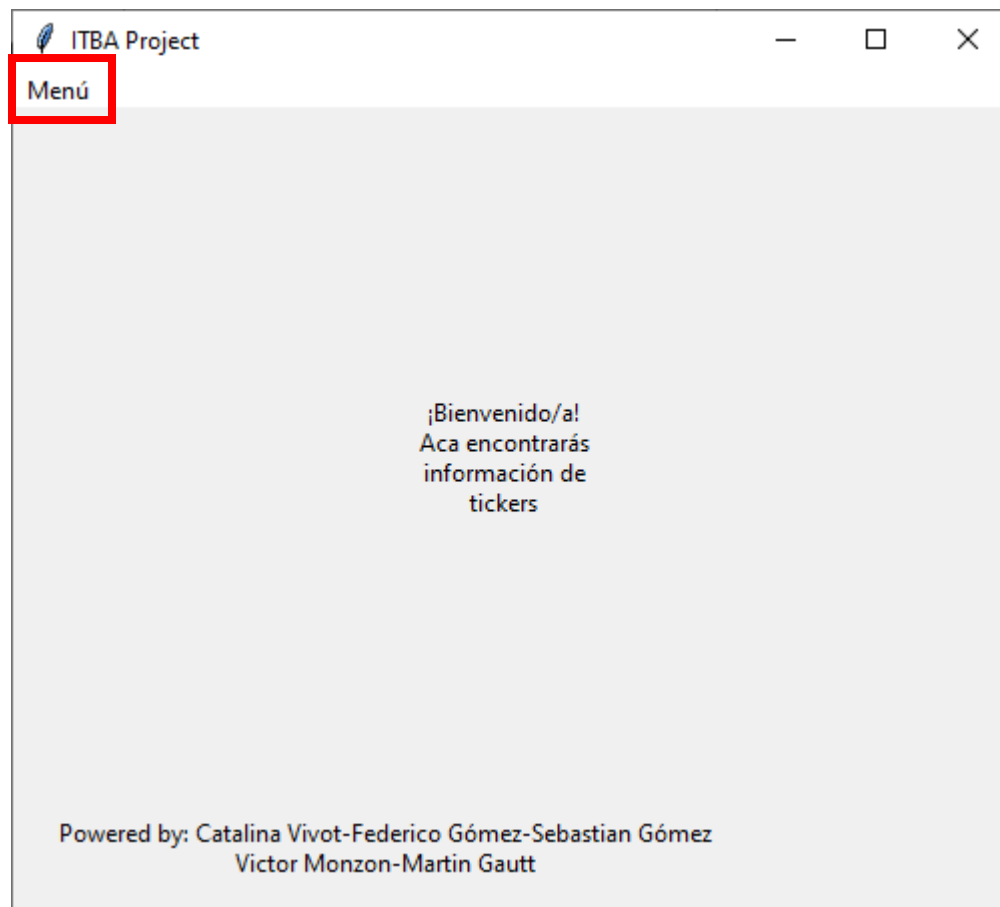 ITBA Project
Menú
¡Bienvenido/a!
Aca encontrarás
información de
tickers
Powered by: Catalina Vivot-Federico Gómez-Sebastian Gómez
Victor Monzon-Martin Gautt